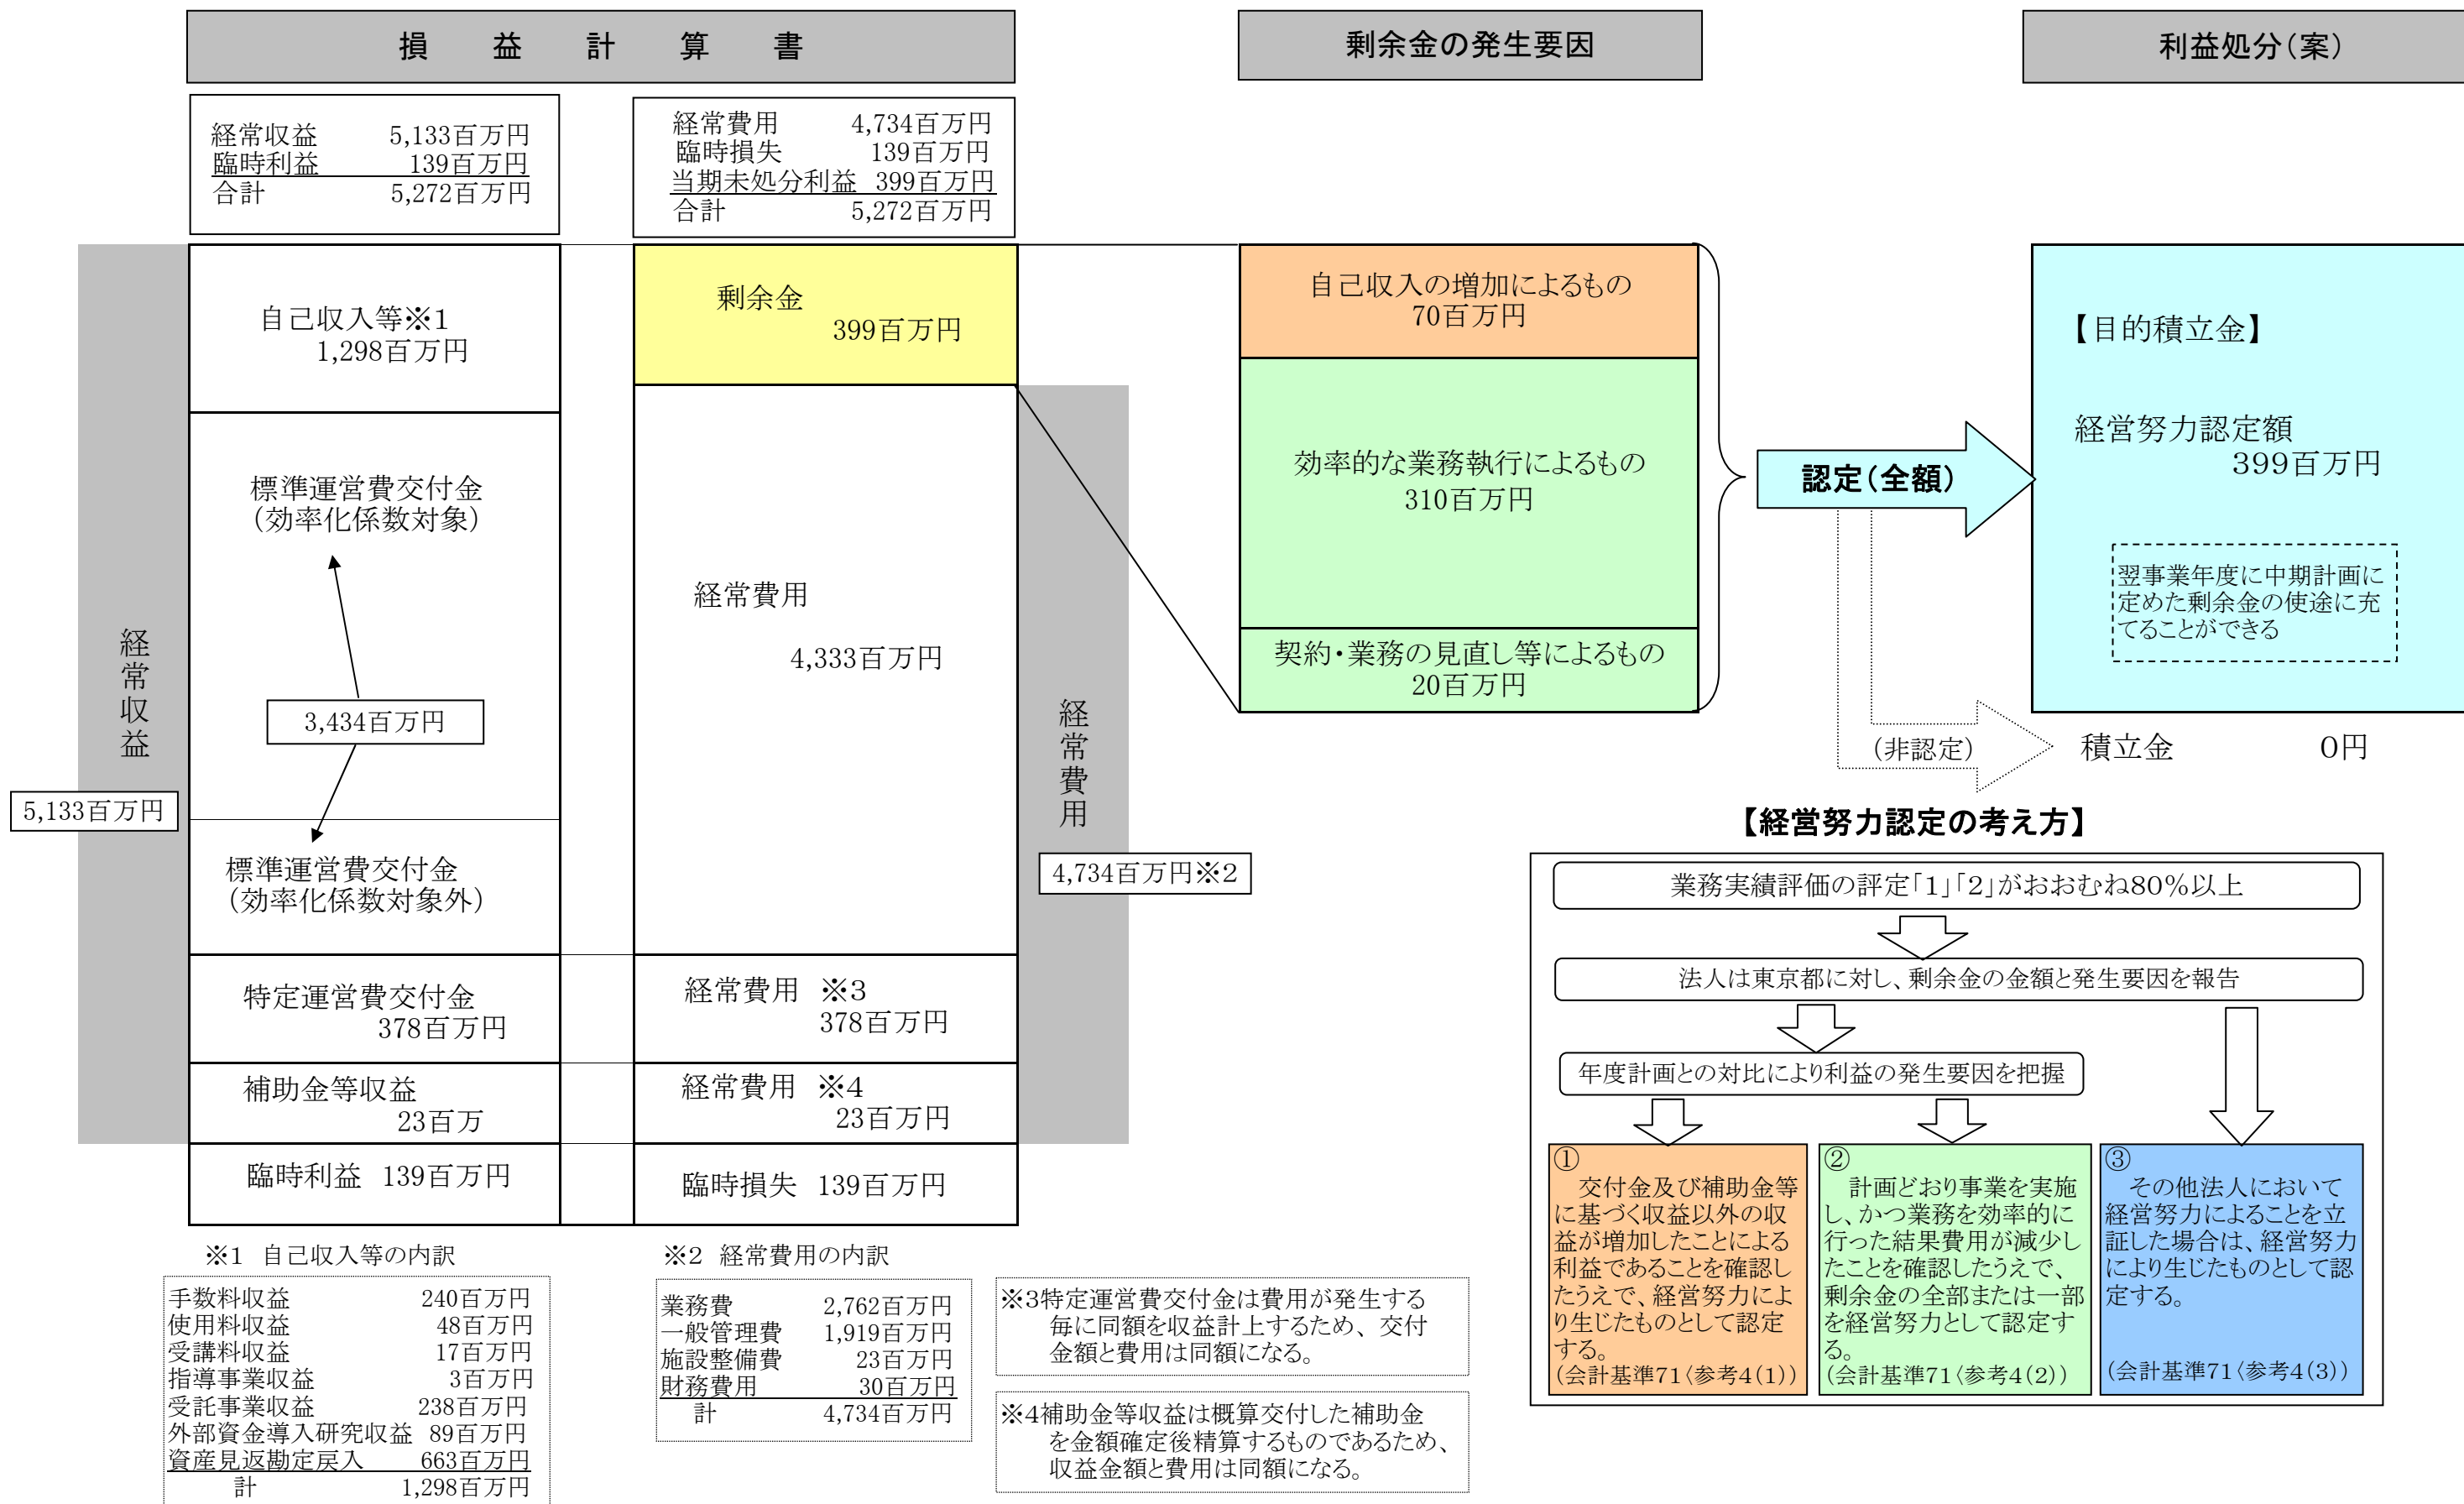 損　益　計　算　書
剰余金の発生要因
利益処分（案）
経常収益 5,133百万円
臨時利益 139百万円
合計 5,272百万円
経常費用 4,734百万円
臨時損失 139百万円
当期未処分利益 399百万円
合計 5,272百万円
経常収益
5,133百万円
自己収入等※１
1,298百万円
標準運営費交付金
（効率化係数対象）
3,434百万円
標準運営費交付金
（効率化係数対象外）
特定運営費交付金
378百万円
補助金等収益
23百万
臨時利益 139百万円
剰余金
399百万円
経常費用
4,333百万円
経常費用 ※３
378百万円
経常費用 ※４
23百万円
臨時損失 139百万円
経常費用
4,734百万円※２
自己収入の増加によるもの
70百万円
効率的な業務執行によるもの
310百万円
契約・業務の見直し等によるもの
20百万円
認定（全額）
（非認定）
【目的積立金】
経営努力認定額
399百万円
翌事業年度に中期計画に
定めた剰余金の使途に充
てることができる
積立金 0円
【経営努力認定の考え方】
業務実績評価の評定「１」「２」がおおむね80％以上
法人は東京都に対し、剰余金の金額と発生要因を報告
年度計画との対比により利益の発生要因を把握
①
交付金及び補助金等
に基づく収益以外の収
益が増加したことによる
利益であることを確認し
たうえで、経営努力によ
り生じたものとして認定
する。
（会計基準71〈参考4（1））
②
計画どおり事業を実施
し、かつ業務を効率的に
行った結果費用が減少し
たことを確認したうえで、
剰余金の全部または一部
を経営努力として認定す
る。
（会計基準71〈参考4（2））
③
その他法人において
経営努力によることを立
証した場合は、経営努力
により生じたものとして認
定する。
（会計基準71〈参考4（3））
※１ 自己収入等の内訳
手数料収益 240百万円
使用料収益 48百万円
受講料収益 17百万円
指導事業収益 3百万円
受託事業収益 238百万円
外部資金導入研究収益 89百万円
資産見返勘定戻入 663百万円
計 1,298百万円
※２ 経常費用の内訳
業務費 2,762百万円
一般管理費 1,919百万円
施設整備費 23百万円
財務費用 30百万円
計 4,734百万円
※３特定運営費交付金は費用が発生する
毎に同額を収益計上するため、交付
金額と費用は同額になる。
※４補助金等収益は概算交付した補助金
を金額確定後精算するものであるため、
収益金額と費用は同額になる。